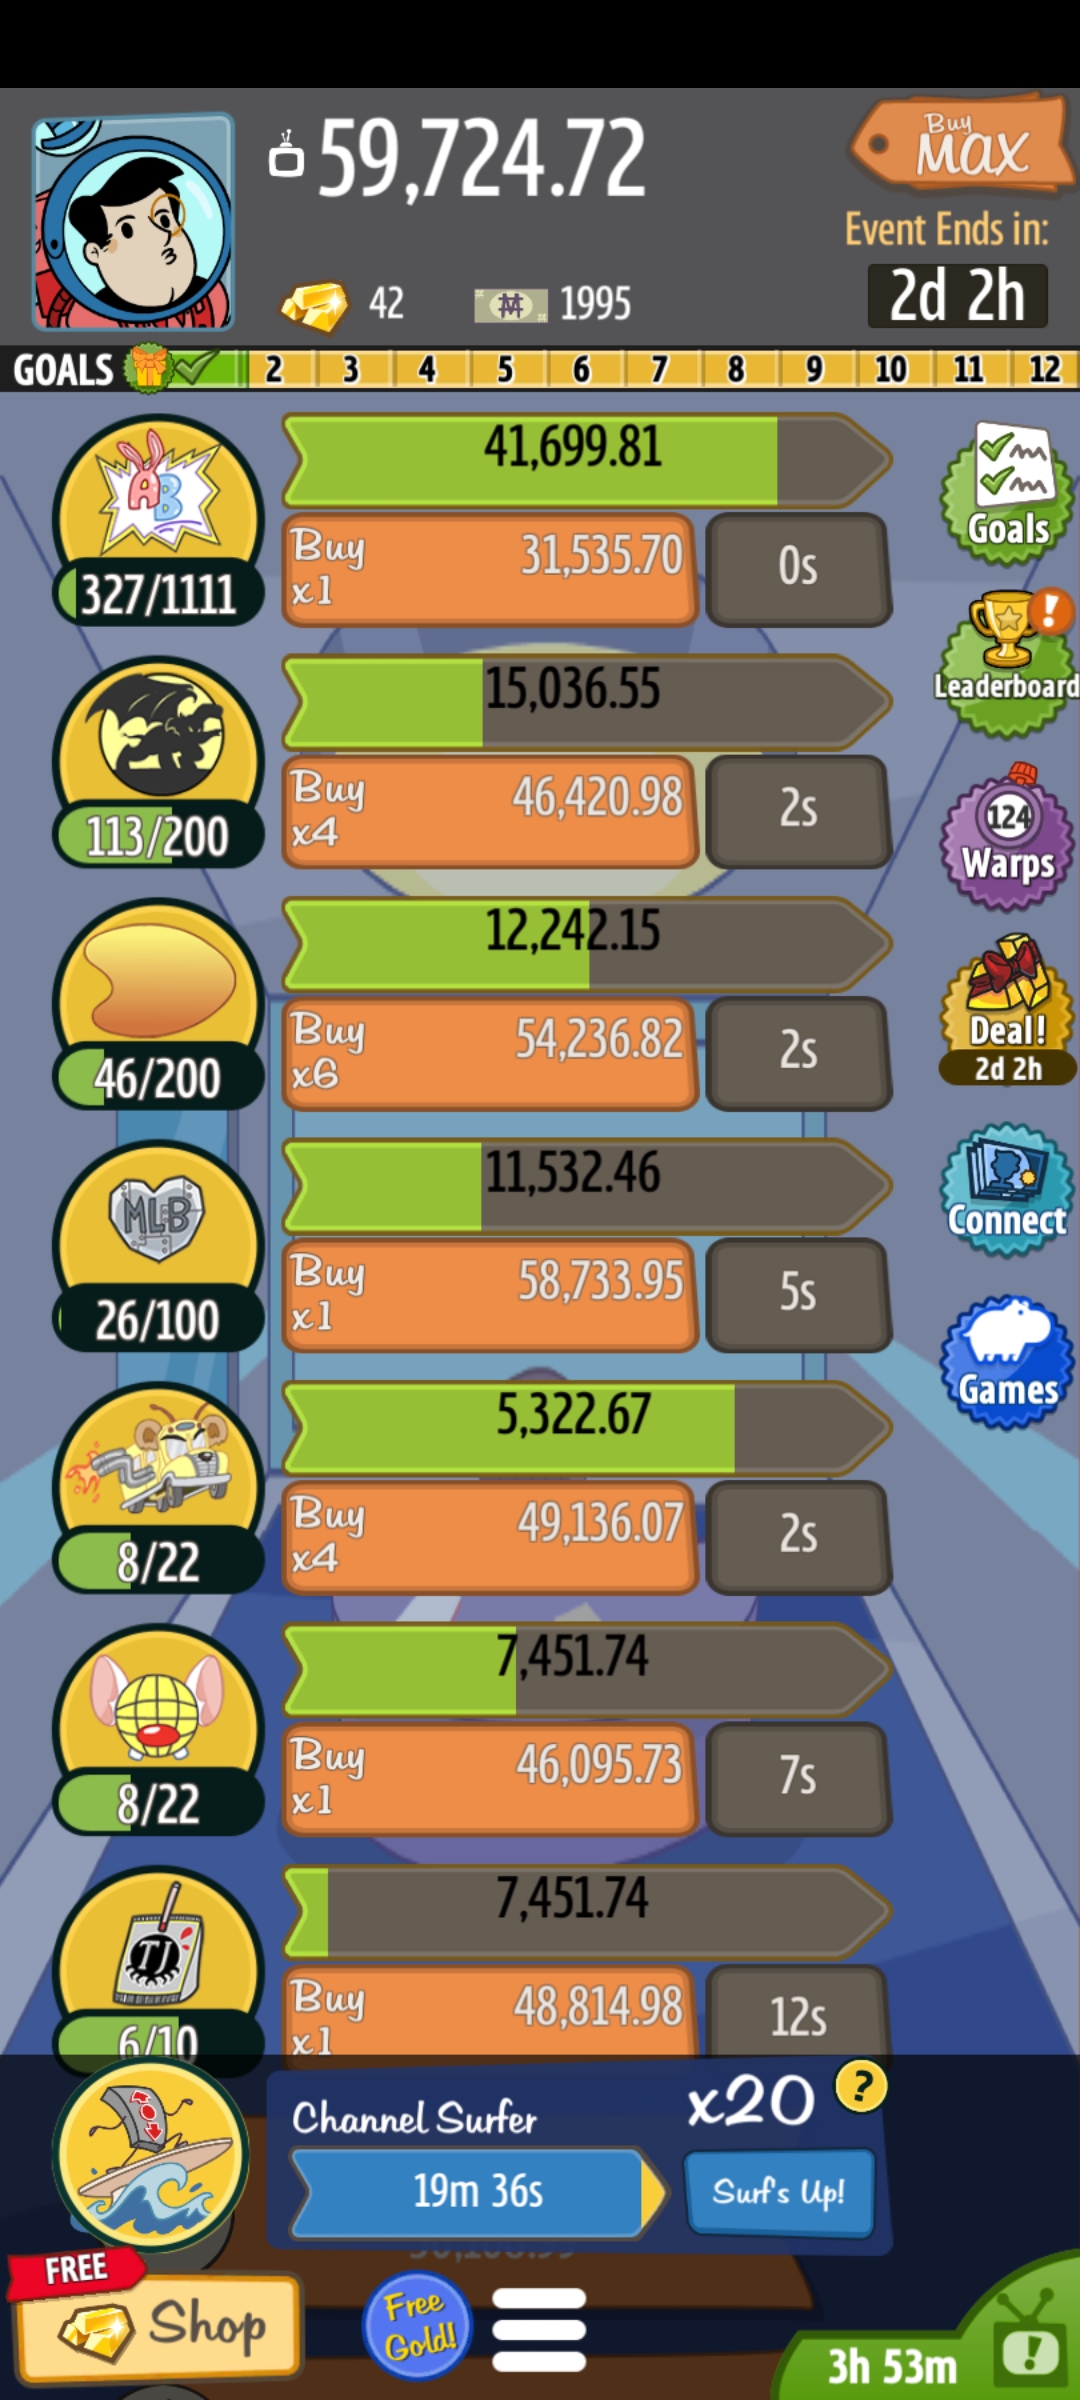 59,724.72
Buy
MAX
Event Ends in:
42
1995
2d 2h
GOALS 2 3 4 5 6 7 8 9 10 11 12
AB
327/1111
41,699.81
Buy
x1
31,535.70
0s
Goals
113/200
15,036.55
Buy
x4
46,420.98
2s
!
Leaderboard
46/200
12,242.15
Buy
x6
54,236.82
2s
124
Warps
MLB
26/100
11,532.46
Buy
x1
58,733.95
5s
Deal!
2d 2h
8/22
5,322.67
Buy
x4
49,136.07
2s
Connect
8/22
7,451.74
Buy
x1
46,095.73
7s
Games
TJ
6/10
7,451.74
Buy
x1
48,814.98
12s
Channel Surfer
x20
?
19m 36s
Surf's Up!
FREE
Shop
Free
Gold!
3h 53m
!